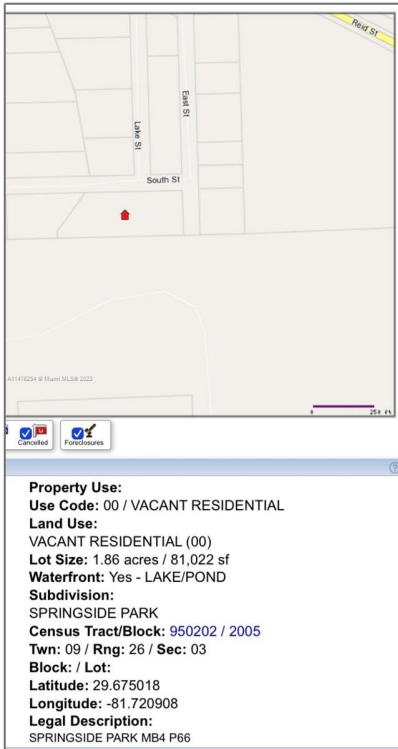 Reid St
East St
Lake St
South St
A11416254 @ Miami MLS® 2023
0 250 ft
Cancelled
Foreclosures
Property Use:
Use Code: 00 / VACANT RESIDENTIAL
Land Use:
VACANT RESIDENTIAL (00)
Lot Size: 1.86 acres / 81,022 sf
Waterfront: Yes - LAKE/POND
Subdivision:
SPRINGSIDE PARK
Census Tract/Block: 950202 / 2005
Twn: 09 / Rng: 26 / Sec: 03
Block: / Lot:
Latitude: 29.675018
Longitude: -81.720908
Legal Description:
SPRINGSIDE PARK MB4 P66